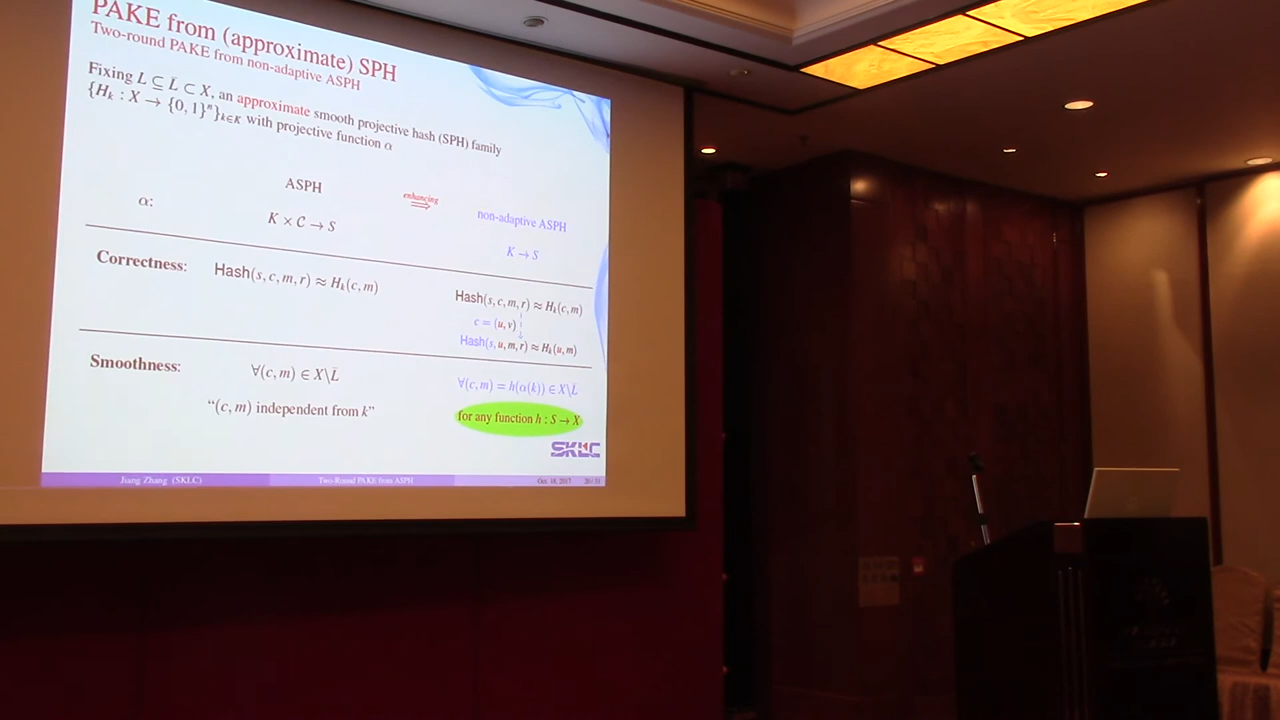 PAKE from (approximate) SPH
Two-round PAKE from non-adaptive ASPH
Fixing L ⊆ L̄ ⊂ X, an approximate smooth projective hash (SPH) family
{H_k : X → {0, 1}^n}_{k∈K} with projective function α
ASPH
enhancing
⟹
non-adaptive ASPH
α:
K × C → S
K → S
Correctness:
Hash(s, c, m, r) ≈ H_k(c, m)
Hash(s, c, m, r) ≈ H_k(c, m)
c = (u, v)
Hash(s, u, m, r) ≈ H_k(u, m)
Smoothness:
∀(c, m) ∈ X\L̄
∀(c, m) = h(α(k)) ∈ X\L̄
“(c, m) independent from k”
for any function h : S → X
SKLC
Jiang Zhang (SKLC)
Two-Round PAKE from ASPH
Oct. 18, 2017
20 / 31